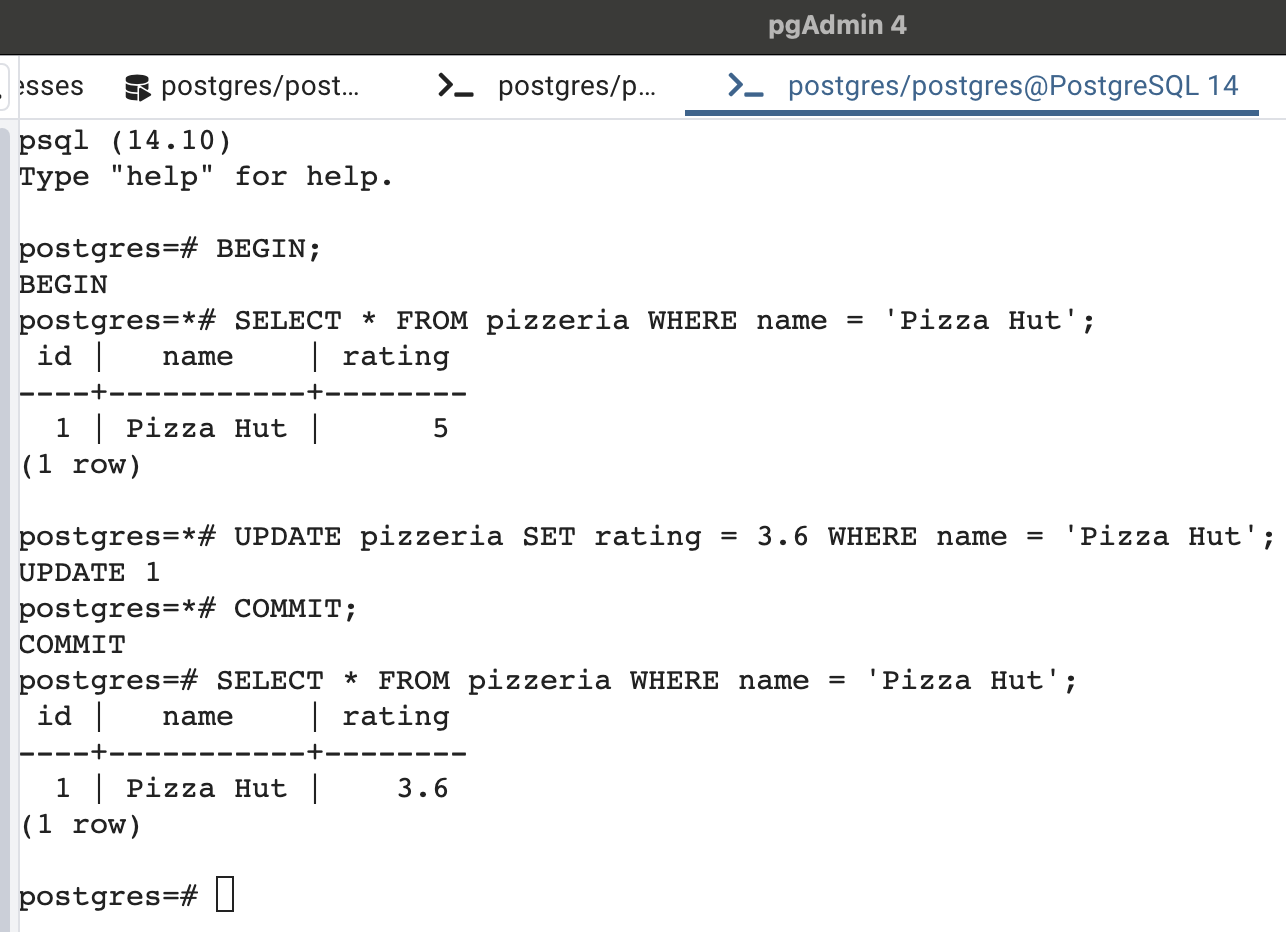 pgAdmin 4
esses postgres/post... postgres/p... postgres/postgres@PostgreSQL 14
psql (14.10)
Type "help" for help.
postgres=# BEGIN;
BEGIN
postgres=*# SELECT * FROM pizzeria WHERE name = 'Pizza Hut';
 id |   name    | rating
----+-----------+--------
  1 | Pizza Hut |      5
(1 row)
postgres=*# UPDATE pizzeria SET rating = 3.6 WHERE name = 'Pizza Hut';
UPDATE 1
postgres=*# COMMIT;
COMMIT
postgres=# SELECT * FROM pizzeria WHERE name = 'Pizza Hut';
 id |   name    | rating
----+-----------+--------
  1 | Pizza Hut |    3.6
(1 row)
postgres=#